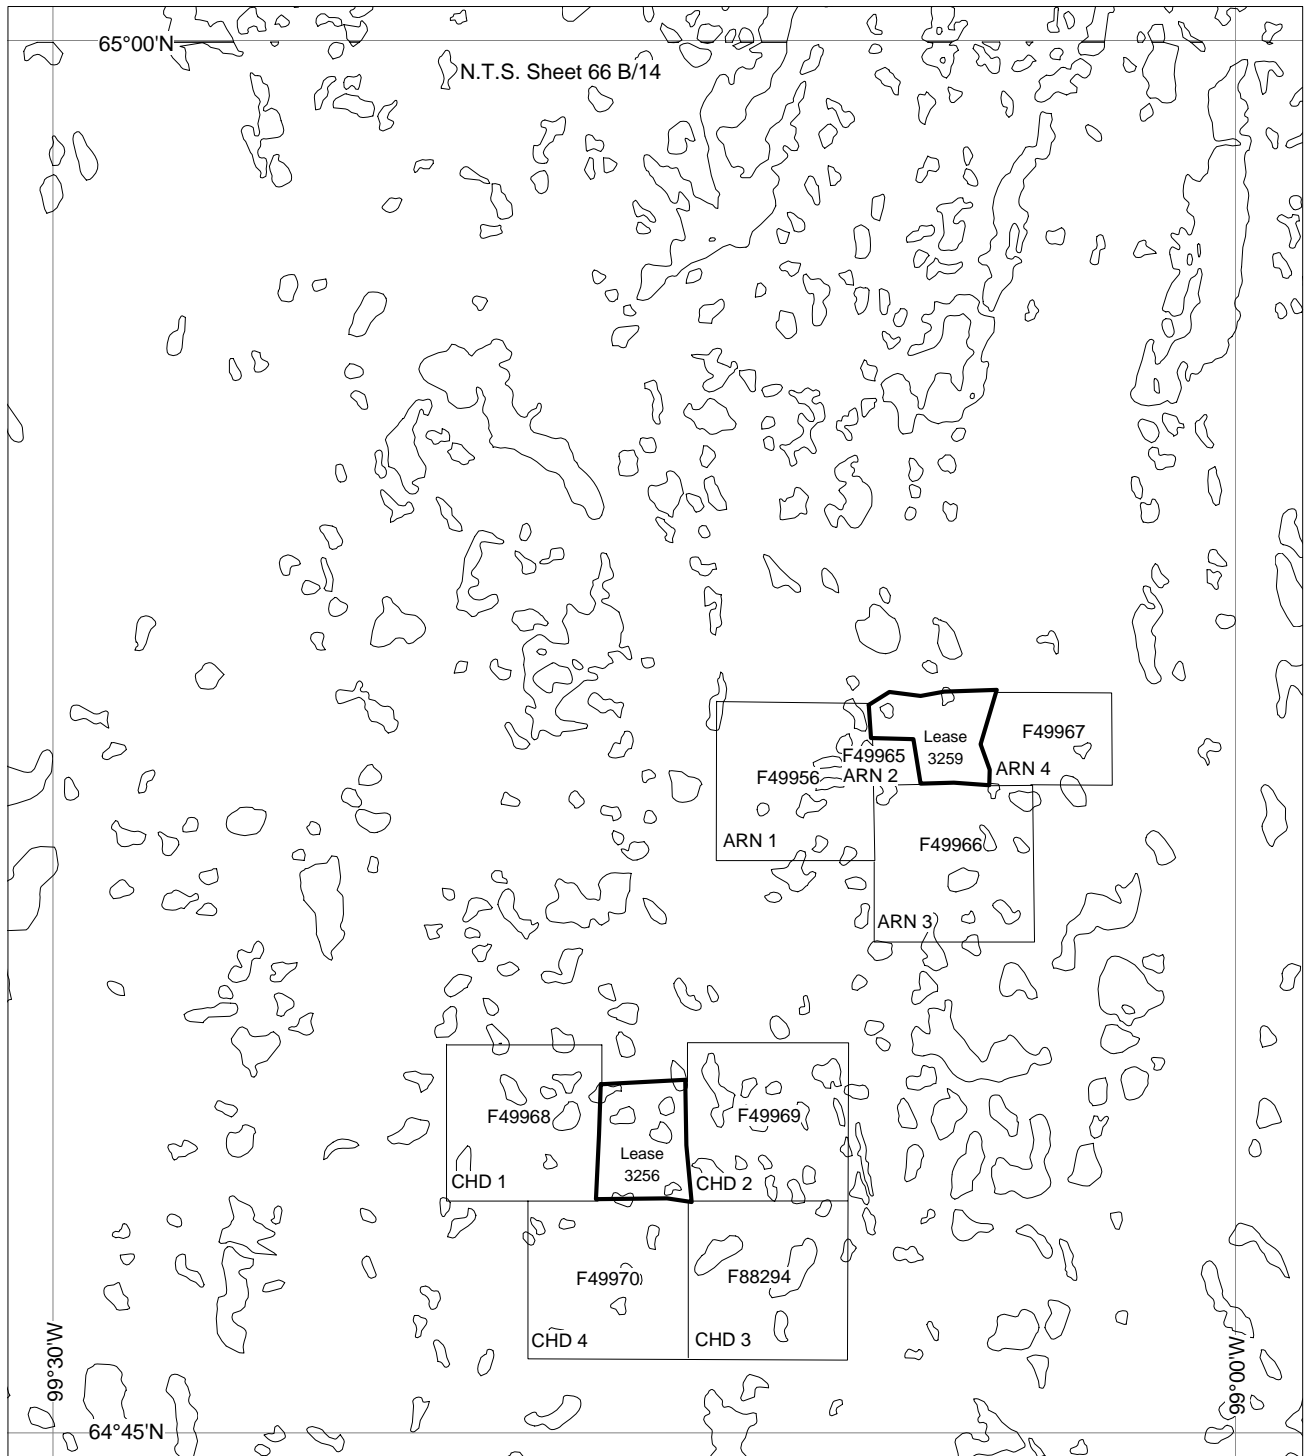 65°00'N
N.T.S. Sheet 66 B/14
F49967
Lease
3259
F49965
ARN 2
ARN 4
F49956
ARN 1
F49966
ARN 3
F49968
F49969
Lease
3256
CHD 1
CHD 2
F49970
F88294
CHD 4
CHD 3
99°30'W
99°00'W
64°45'N